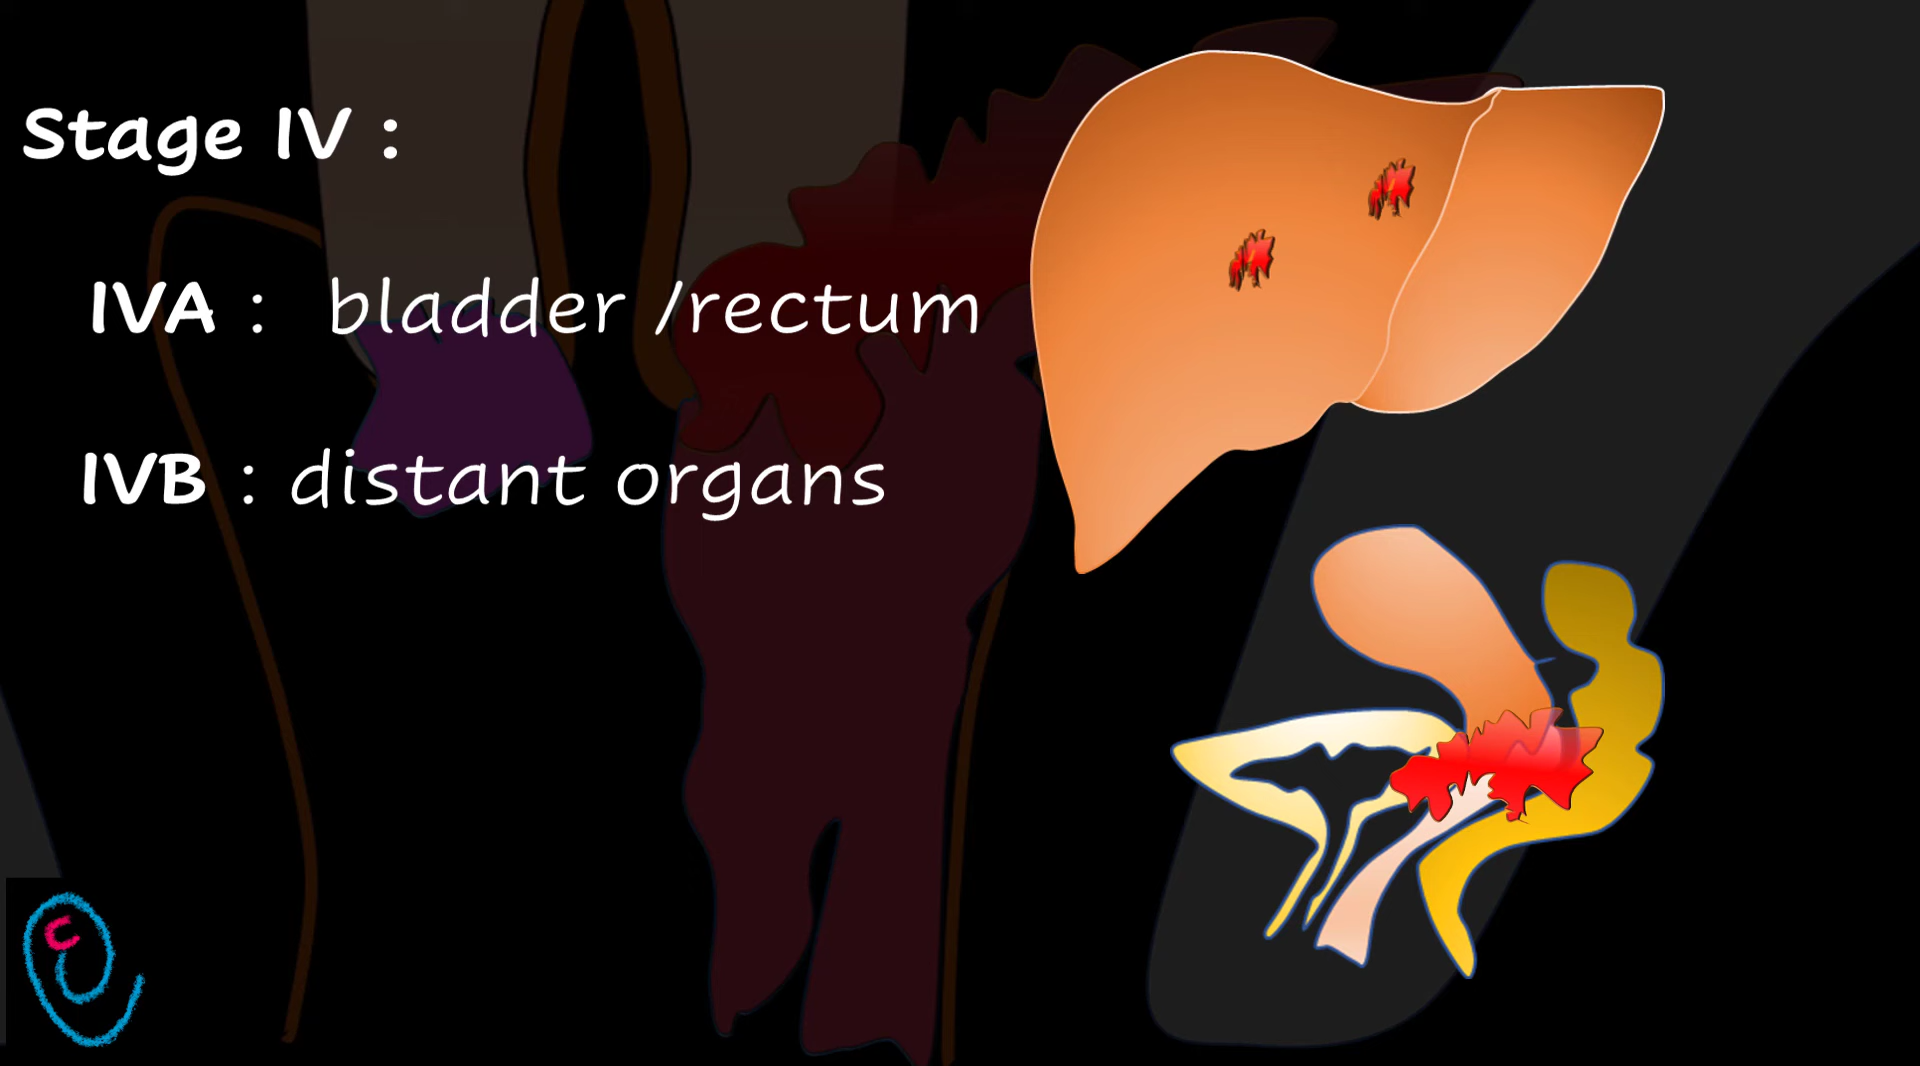 Stage IV :
IVA : bladder /rectum
IVB : distant organs